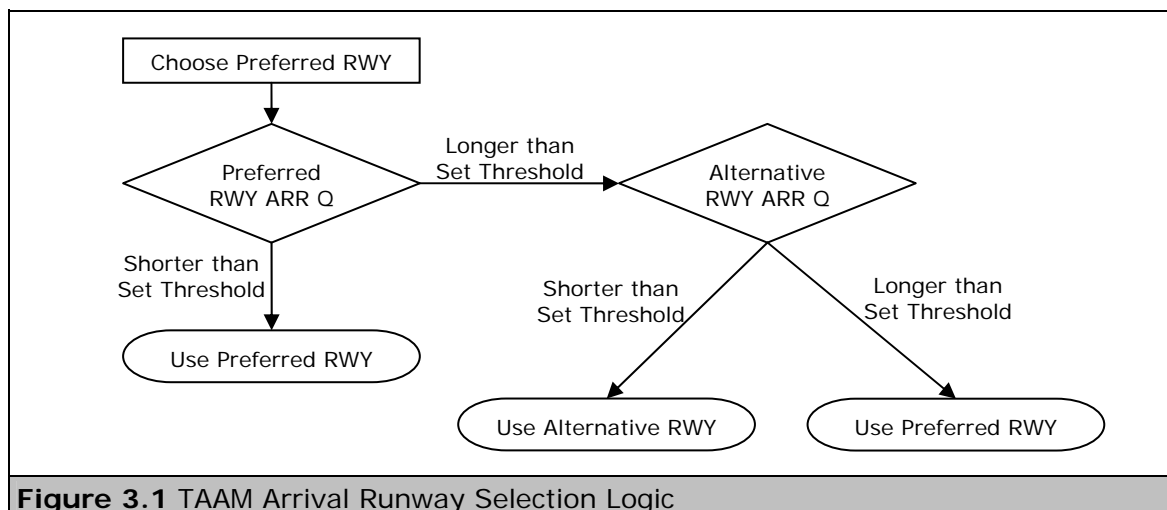 Choose Preferred RWY
Preferred
RWY ARR Q
Longer than
Set Threshold
Alternative
RWY ARR Q
Shorter than
Set Threshold
Use Preferred RWY
Shorter than
Set Threshold
Longer than
Set Threshold
Use Alternative RWY
Use Preferred RWY
Figure 3.1 TAAM Arrival Runway Selection Logic